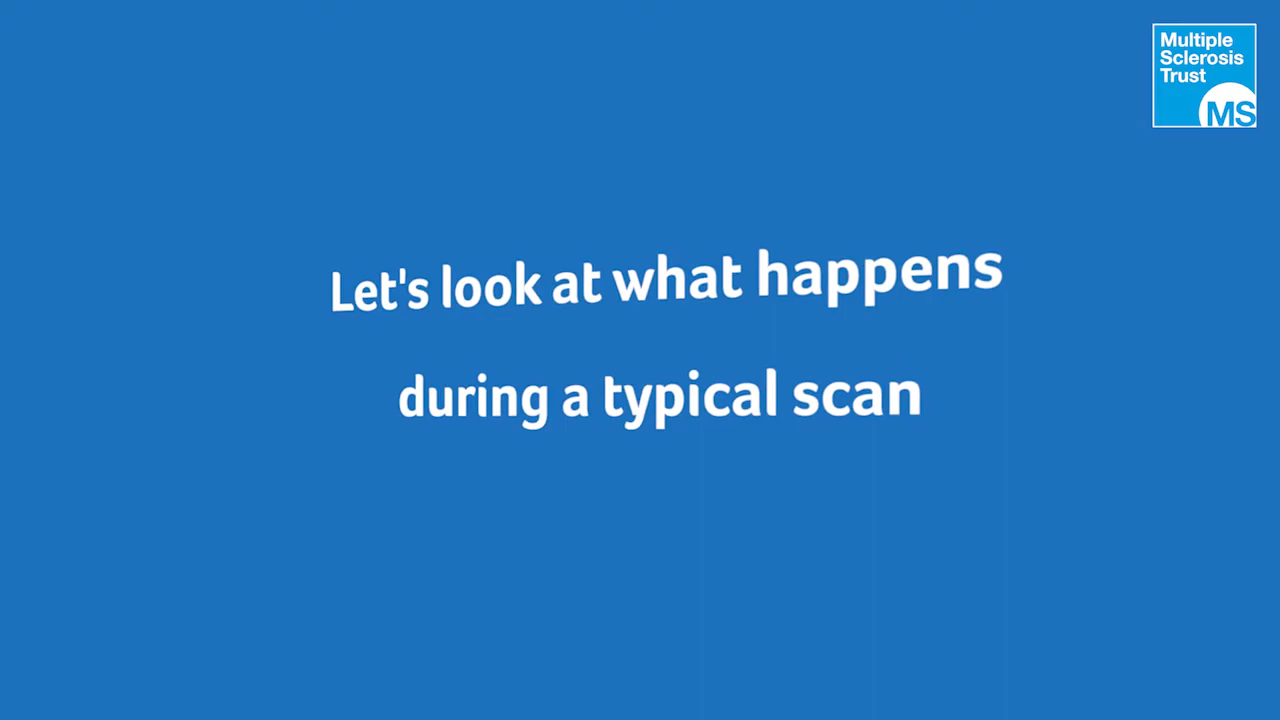 Multiple
Sclerosis
Trust
MS
Let's look at what happens
during a typical scan